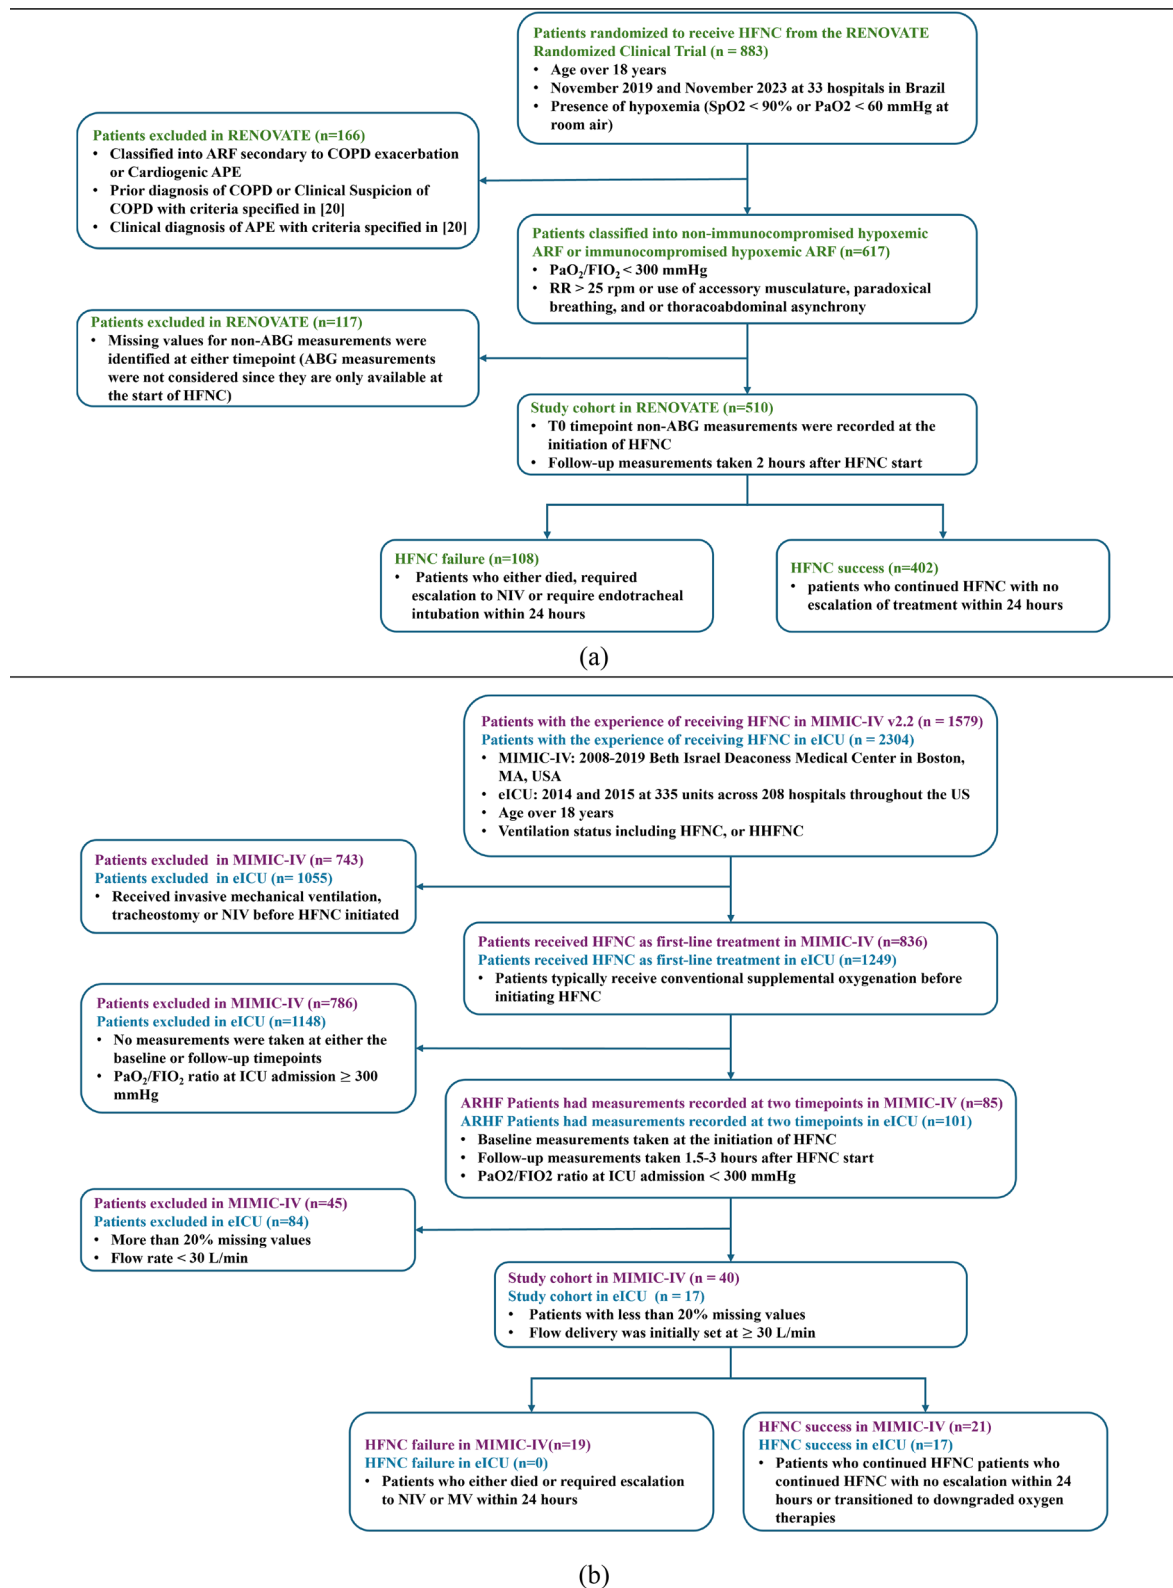 Patients randomized to receive HFNC from the RENOVATE
Randomized Clinical Trial (n = 883)
• Age over 18 years
• November 2019 and November 2023 at 33 hospitals in Brazil
• Presence of hypoxemia (SpO2 < 90% or PaO2 < 60 mmHg at
room air)
Patients excluded in RENOVATE (n=166)
• Classified into ARF secondary to COPD exacerbation
or Cardiogenic APE
• Prior diagnosis of COPD or Clinical Suspicion of
COPD with criteria specified in [20]
• Clinical diagnosis of APE with criteria specified in [20]
Patients classified into non-immunocompromised hypoxemic
ARF or immunocompromised hypoxemic ARF (n=617)
• PaO₂/FIO₂ < 300 mmHg
• RR > 25 rpm or use of accessory musculature, paradoxical
breathing, and or thoracoabdominal asynchrony
Patients excluded in RENOVATE (n=117)
• Missing values for non-ABG measurements were
identified at either timepoint (ABG measurements
were not considered since they are only available at
the start of HFNC)
Study cohort in RENOVATE (n=510)
• T0 timepoint non-ABG measurements were recorded at the
initiation of HFNC
• Follow-up measurements taken 2 hours after HFNC start
HFNC failure (n=108)
• Patients who either died, required
escalation to NIV or require endotracheal
intubation within 24 hours
HFNC success (n=402)
• patients who continued HFNC with no
escalation of treatment within 24 hours
(a)
Patients with the experience of receiving HFNC in MIMIC-IV v2.2 (n = 1579)
Patients with the experience of receiving HFNC in eICU (n = 2304)
• MIMIC-IV: 2008-2019 Beth Israel Deaconess Medical Center in Boston,
MA, USA
• eICU: 2014 and 2015 at 335 units across 208 hospitals throughout the US
• Age over 18 years
• Ventilation status including HFNC, or HHFNC
Patients excluded in MIMIC-IV (n= 743)
Patients excluded in eICU (n= 1055)
• Received invasive mechanical ventilation,
tracheostomy or NIV before HFNC initiated
Patients received HFNC as first-line treatment in MIMIC-IV (n=836)
Patients received HFNC as first-line treatment in eICU (n=1249)
• Patients typically receive conventional supplemental oxygenation before
initiating HFNC
Patients excluded in MIMIC-IV (n=786)
Patients excluded in eICU (n=1148)
• No measurements were taken at either the
baseline or follow-up timepoints
• PaO₂/FIO₂ ratio at ICU admission ≥ 300
mmHg
ARHF Patients had measurements recorded at two timepoints in MIMIC-IV (n=85)
ARHF Patients had measurements recorded at two timepoints in eICU (n=101)
• Baseline measurements taken at the initiation of HFNC
• Follow-up measurements taken 1.5-3 hours after HFNC start
• PaO2/FIO2 ratio at ICU admission < 300 mmHg
Patients excluded in MIMIC-IV (n=45)
Patients excluded in eICU (n=84)
• More than 20% missing values
• Flow rate < 30 L/min
Study cohort in MIMIC-IV (n = 40)
Study cohort in eICU (n = 17)
• Patients with less than 20% missing values
• Flow delivery was initially set at ≥ 30 L/min
HFNC failure in MIMIC-IV(n=19)
HFNC failure in eICU (n=0)
• Patients who either died or required escalation
to NIV or MV within 24 hours
HFNC success in MIMIC-IV (n=21)
HFNC success in eICU (n=17)
• Patients who continued HFNC patients who
continued HFNC with no escalation within 24
hours or transitioned to downgraded oxygen
therapies
(b)